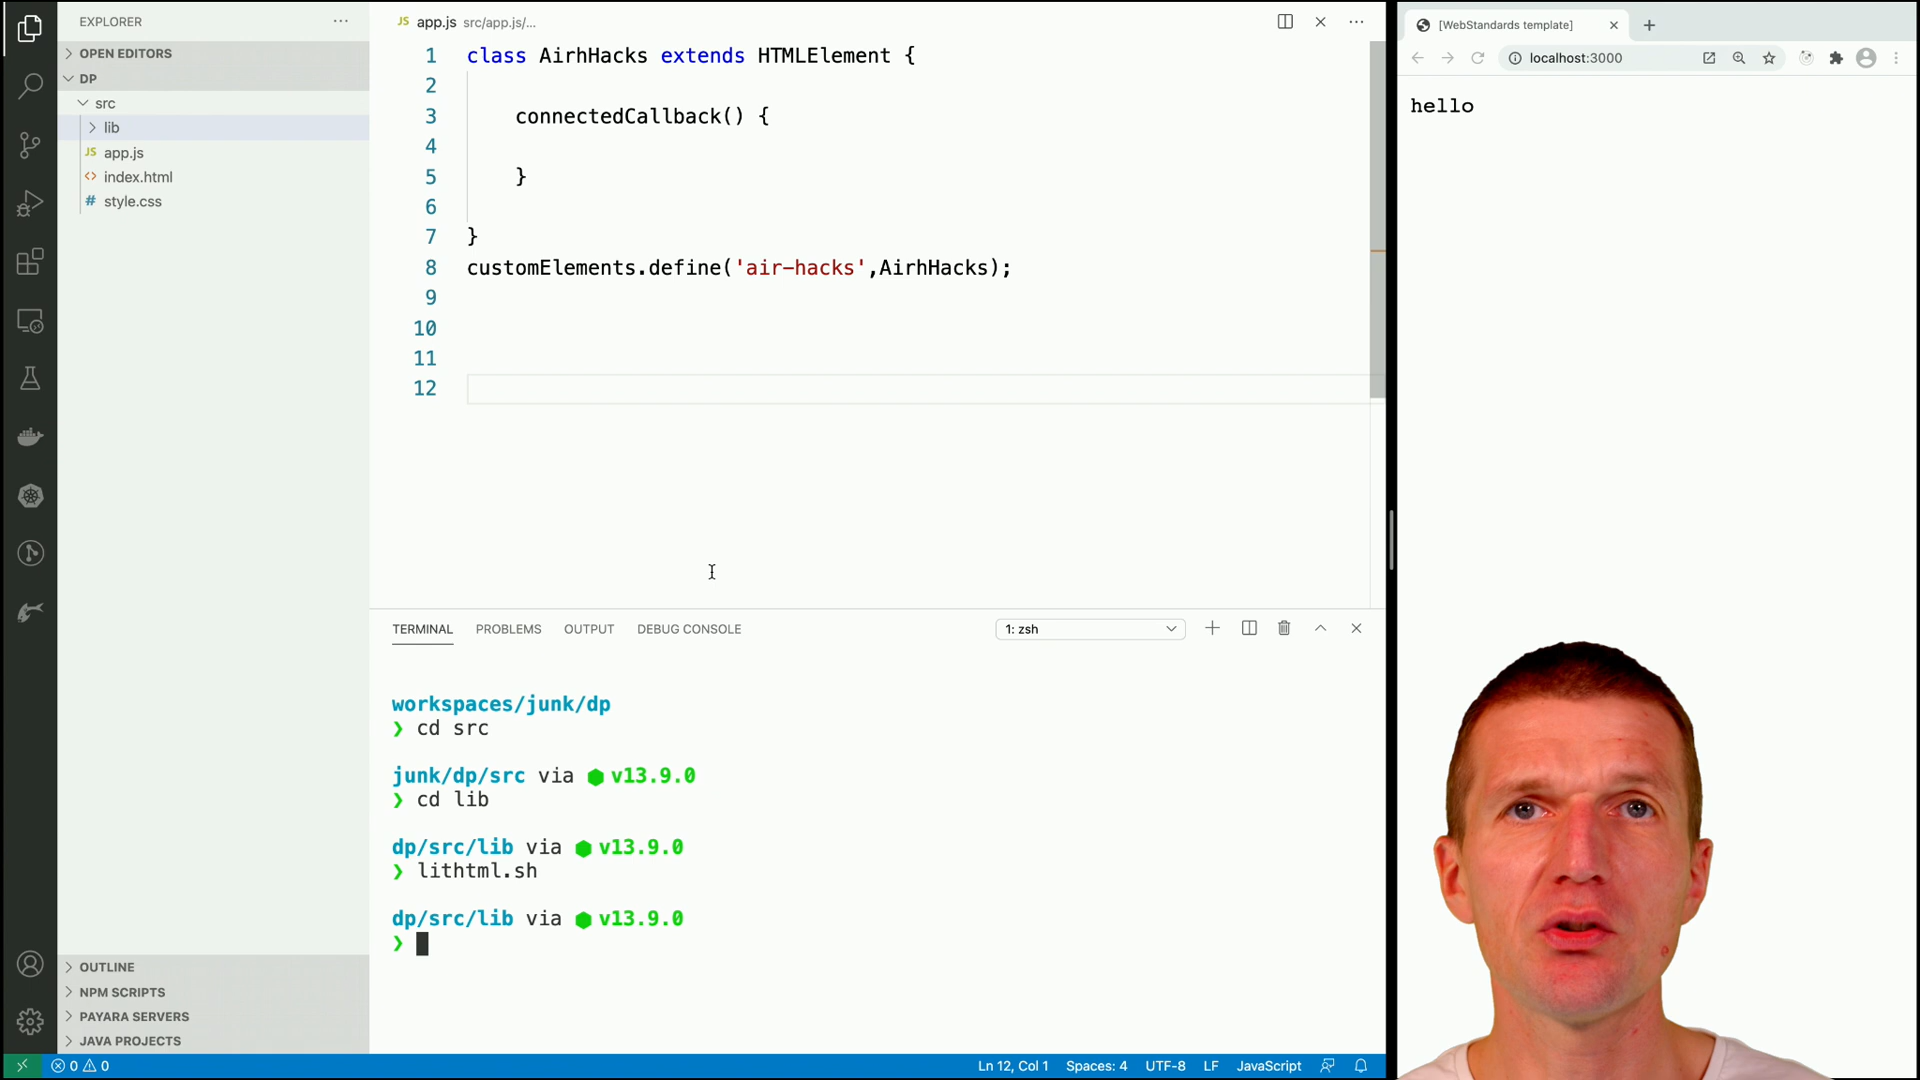 EXPLORER
OPEN EDITORS
DP
src
lib
JS app.js
<> index.html
# style.css
OUTLINE
NPM SCRIPTS
PAYARA SERVERS
JAVA PROJECTS
JS app.js src/app.js/...
1 class AirhHacks extends HTMLElement {
2
3 connectedCallback() {
4
5 }
6
7 }
8 customElements.define('air-hacks',AirhHacks);
9
10
11
12
TERMINAL PROBLEMS OUTPUT DEBUG CONSOLE 1: zsh
workspaces/junk/dp
❯ cd src
junk/dp/src via ⬢ v13.9.0
❯ cd lib
dp/src/lib via ⬢ v13.9.0
❯ lithtml.sh
dp/src/lib via ⬢ v13.9.0
❯
0 0 Ln 12, Col 1 Spaces: 4 UTF-8 LF JavaScript
[WebStandards template]
localhost:3000
hello